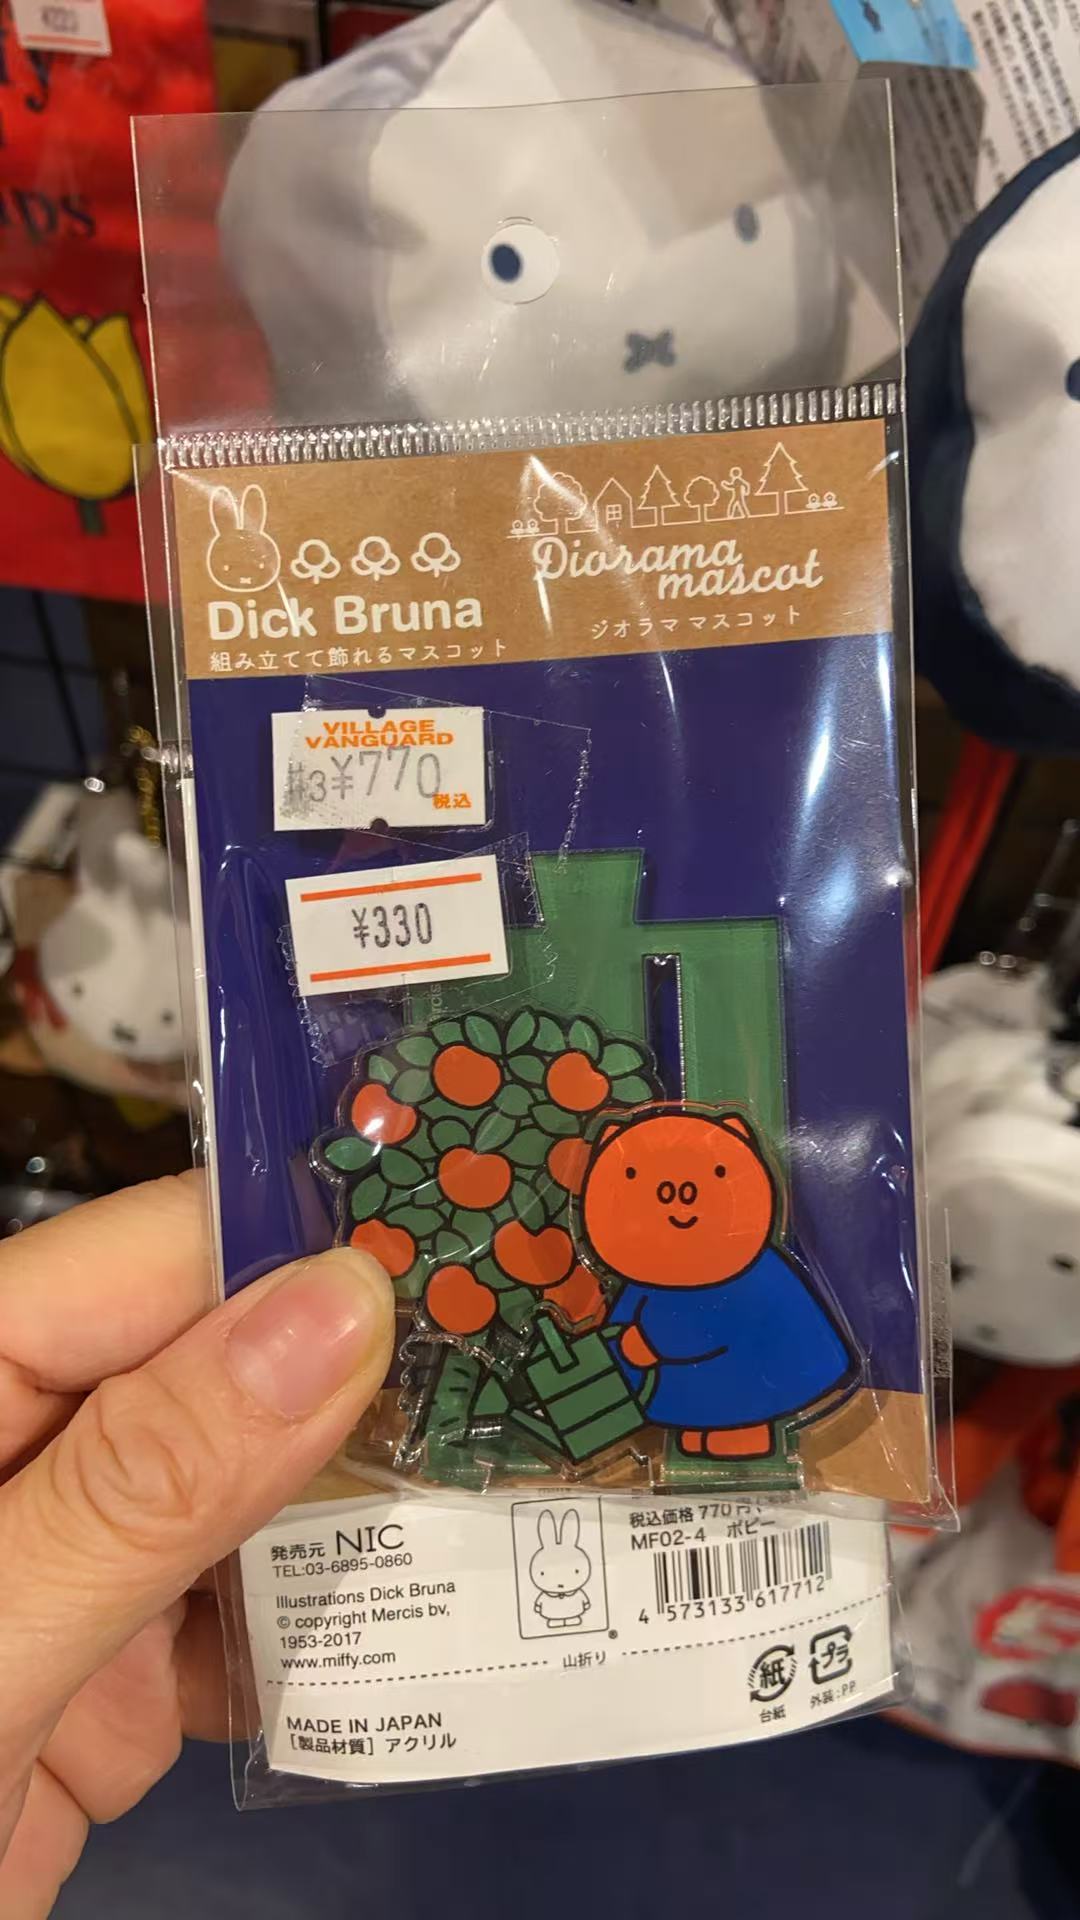 Dick Bruna
組み立てて飾れるマスコット
Diorama
mascot
ジオラママスコット
VILLAGE
VANGUARD
#3¥770
税込
¥330
発売元 NIC
TEL:03-6895-0860
Illustrations Dick Bruna
© copyright Mercis bv,
1953-2017
www.miffy.com
税込価格 770円
MF02-4 ポピー
4 573133 617712
山折り
紙
台紙
プラ
外装:PP
MADE IN JAPAN
［製品材質］アクリル